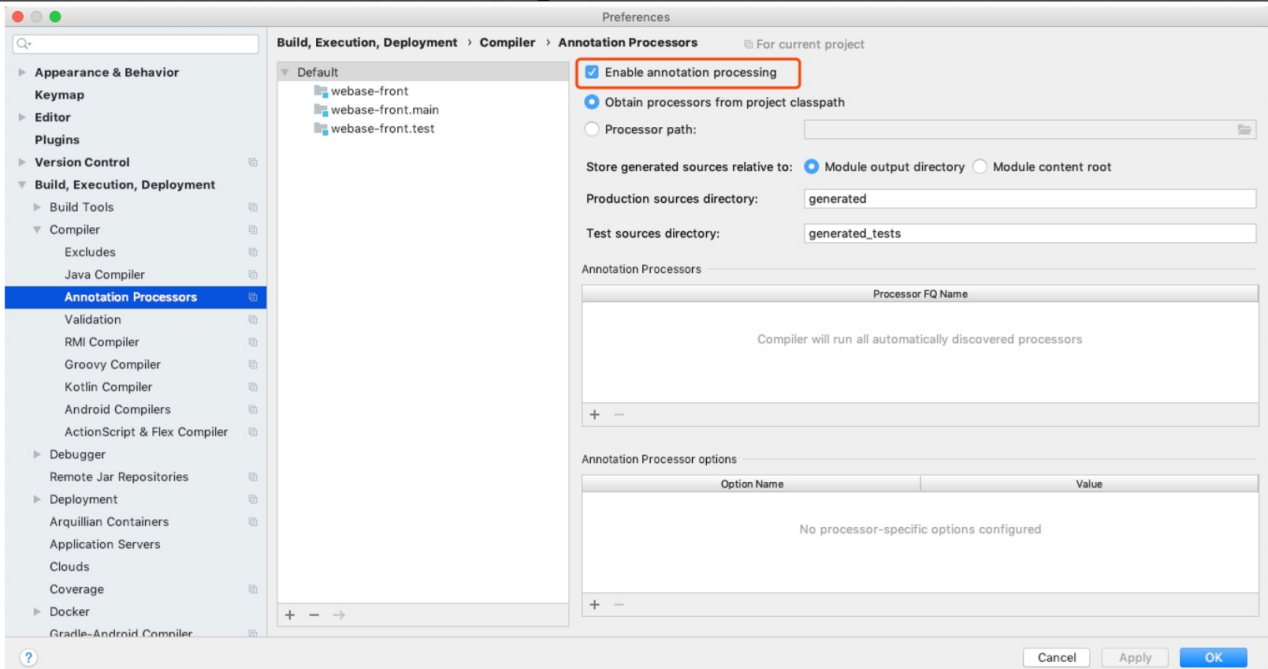 Preferences
Build, Execution, Deployment › Compiler › Annotation Processors
For current project
Appearance & Behavior
Keymap
Editor
Plugins
Version Control
Build, Execution, Deployment
Build Tools
Compiler
Excludes
Java Compiler
Annotation Processors
Validation
RMI Compiler
Groovy Compiler
Kotlin Compiler
Android Compilers
ActionScript & Flex Compiler
Debugger
Remote Jar Repositories
Deployment
Arquillian Containers
Application Servers
Clouds
Coverage
Docker
Gradle-Android Compiler
Default
webase-front
webase-front.main
webase-front.test
Enable annotation processing
Obtain processors from project classpath
Processor path:
Store generated sources relative to: Module output directory Module content root
Production sources directory: generated
Test sources directory: generated_tests
Annotation Processors
Processor FQ Name
Compiler will run all automatically discovered processors
Annotation Processor options
Option Name Value
No processor-specific options configured
? Cancel Apply OK